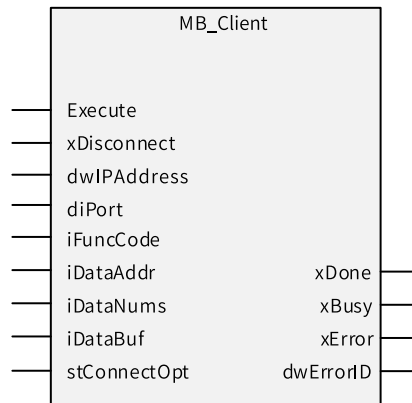 MB_Client
Execute
xDisconnect
dwIPAddress
diPort
iFuncCode
iDataAddr xDone
iDataNums xBusy
iDataBuf xError
stConnectOpt dwErrorID